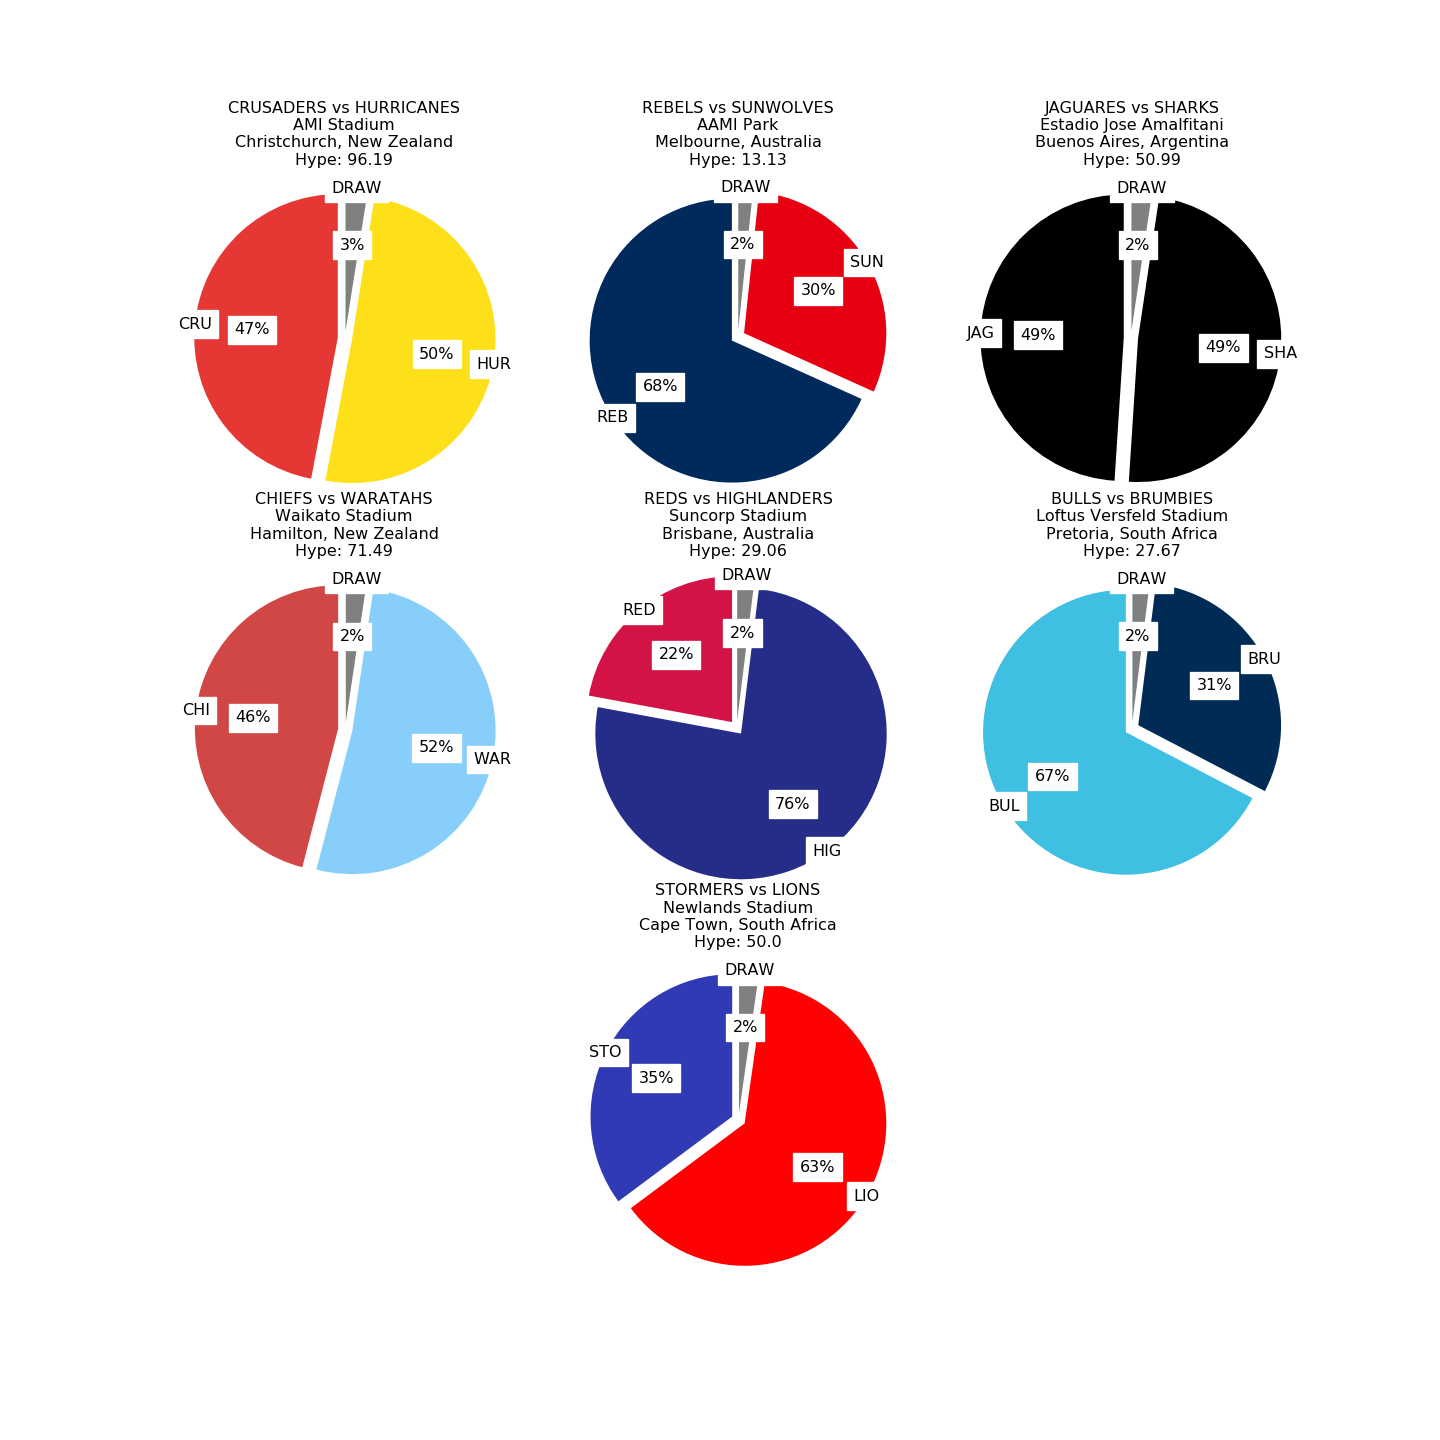 CRUSADERS vs HURRICANES
AMI Stadium
Christchurch, New Zealand
Hype: 96.19
DRAW
3%
CRU
47%
50%
HUR
REBELS vs SUNWOLVES
AAMI Park
Melbourne, Australia
Hype: 13.13
DRAW
2%
SUN
30%
68%
REB
JAGUARES vs SHARKS
Estadio Jose Amalfitani
Buenos Aires, Argentina
Hype: 50.99
DRAW
2%
JAG
49%
49%
SHA
CHIEFS vs WARATAHS
Waikato Stadium
Hamilton, New Zealand
Hype: 71.49
DRAW
2%
CHI
46%
52%
WAR
REDS vs HIGHLANDERS
Suncorp Stadium
Brisbane, Australia
Hype: 29.06
DRAW
RED
2%
22%
76%
HIG
BULLS vs BRUMBIES
Loftus Versfeld Stadium
Pretoria, South Africa
Hype: 27.67
DRAW
2%
BRU
31%
67%
BUL
STORMERS vs LIONS
Newlands Stadium
Cape Town, South Africa
Hype: 50.0
DRAW
2%
STO
35%
63%
LIO